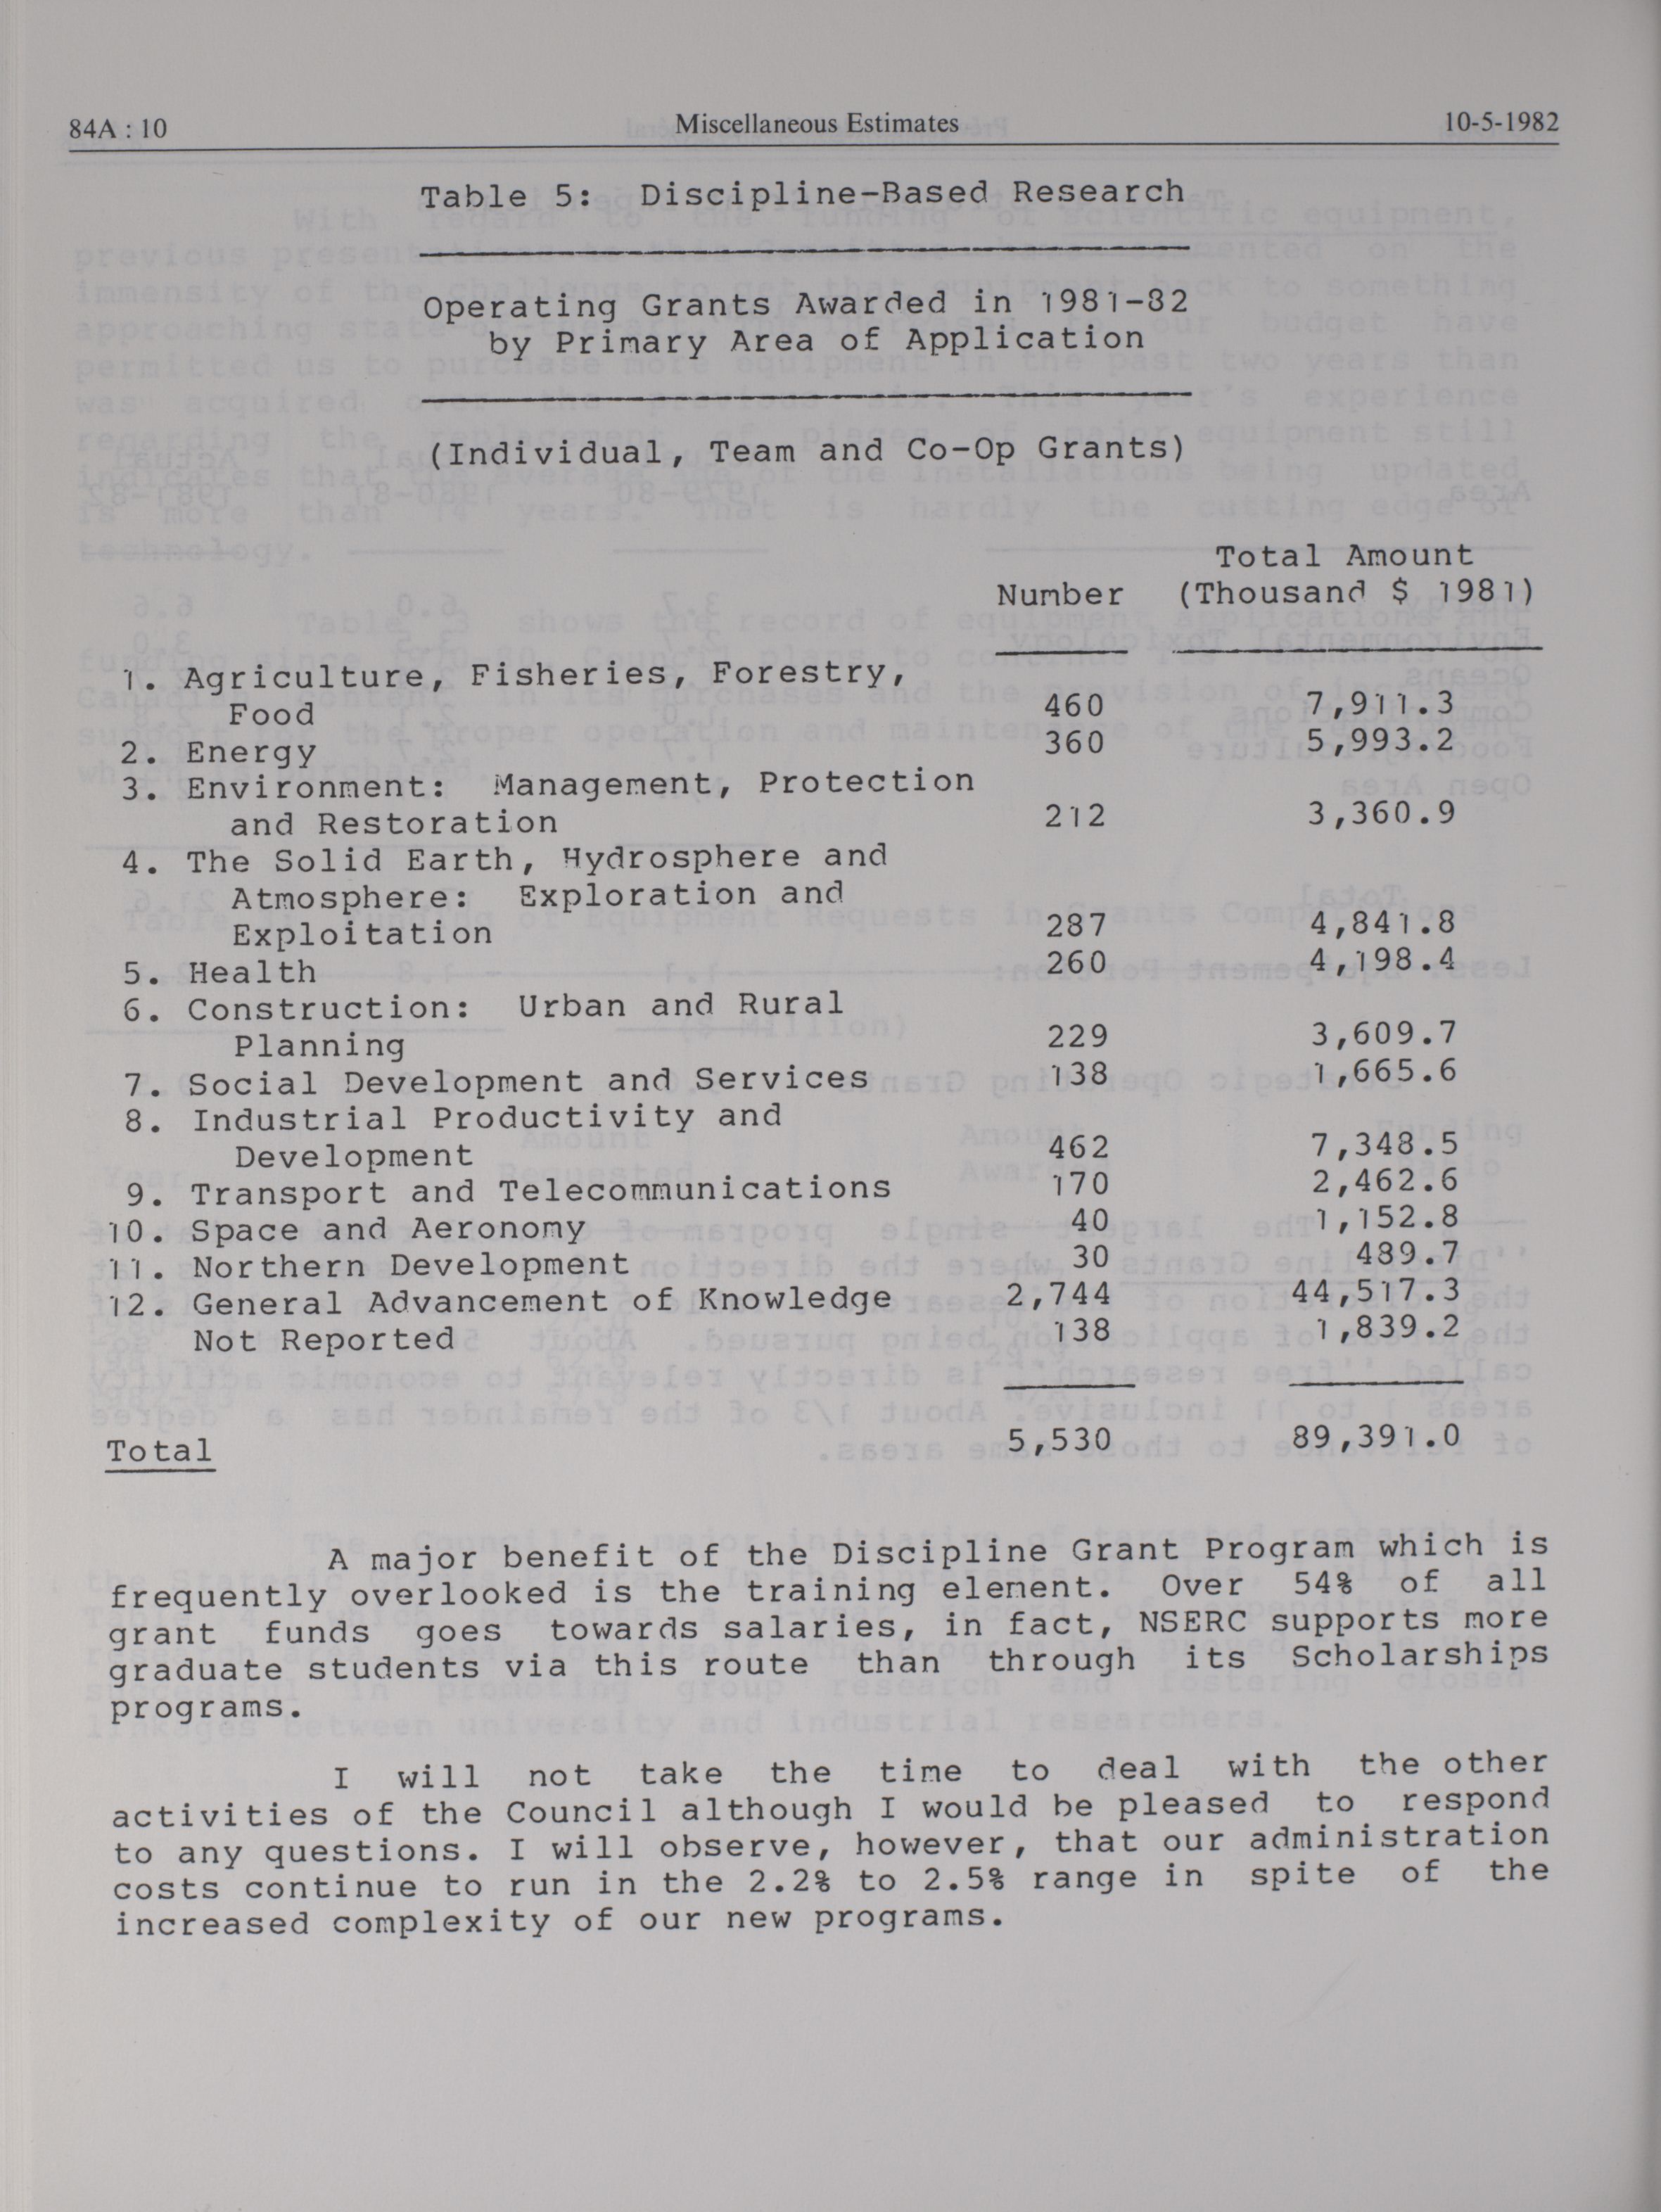 84A : 10 Miscellaneous Estimates 10-5-1982
Table 5: Discipline-Based Research
Operating Grants Awarded in 1981-82
by Primary Area of Application
(Individual, Team and Co-Op Grants)
Total Amount
Number (Thousand $ 1981)
1. Agriculture, Fisheries, Forestry,
Food 460 7,911.3
2. Energy 360 5,993.2
3. Environment: Management, Protection
and Restoration 212 3,360.9
4. The Solid Earth, Hydrosphere and
Atmosphere: Exploration and
Exploitation 287 4,841.8
5. Health 260 4,198.4
6. Construction: Urban and Rural
Planning 229 3,609.7
7. Social Development and Services 138 1,665.6
8. Industrial Productivity and
Development 462 7,348.5
9. Transport and Telecommunications 170 2,462.6
10. Space and Aeronomy 40 1,152.8
11. Northern Development 30 489.7
12. General Advancement of Knowledge 2,744 44,517.3
Not Reported 138 1,839.2
Total 5,530 89,391.0
A major benefit of the Discipline Grant Program which is
frequently overlooked is the training element. Over 54% of all
grant funds goes towards salaries, in fact, NSERC supports more
graduate students via this route than through its Scholarships
programs.
I will not take the time to deal with the other
activities of the Council although I would be pleased to respond
to any questions. I will observe, however, that our administration
costs continue to run in the 2.2% to 2.5% range in spite of the
increased complexity of our new programs.